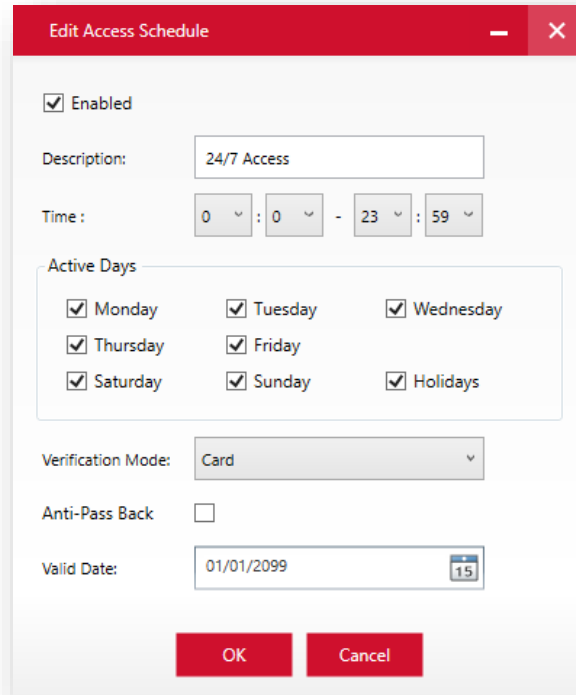 Edit Access Schedule
Enabled
Description: 24/7 Access
Time : 0 : 0 - 23 : 59
Active Days
Monday Tuesday Wednesday
Thursday Friday
Saturday Sunday Holidays
Verification Mode: Card
Anti-Pass Back
Valid Date: 01/01/2099 15
OK Cancel